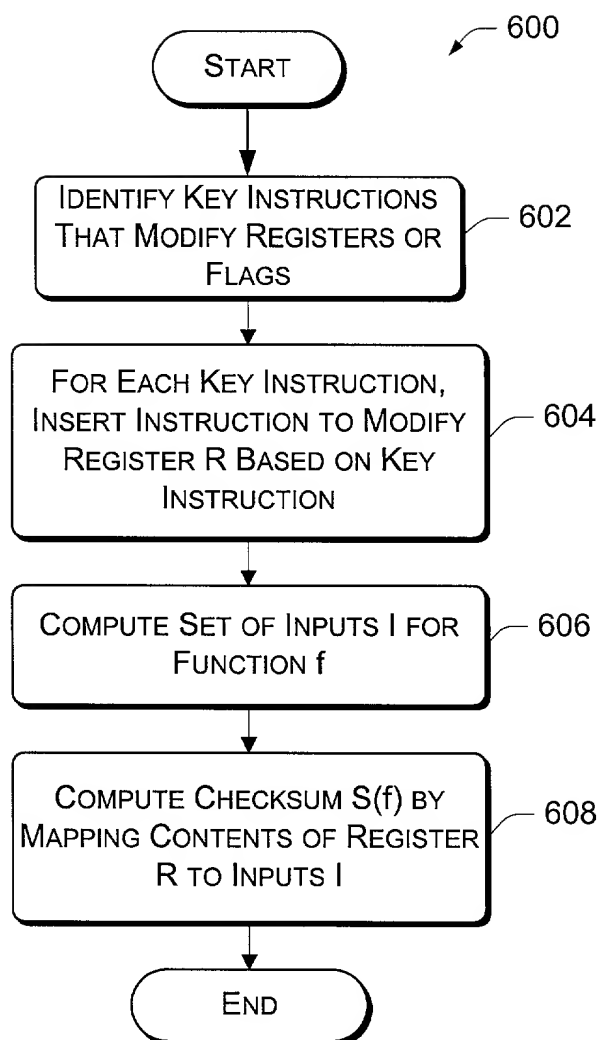 600
START
IDENTIFY KEY INSTRUCTIONS
THAT MODIFY REGISTERS OR
FLAGS
602
FOR EACH KEY INSTRUCTION,
INSERT INSTRUCTION TO MODIFY
REGISTER R BASED ON KEY
INSTRUCTION
604
COMPUTE SET OF INPUTS I FOR
FUNCTION f
606
COMPUTE CHECKSUM S(f) BY
MAPPING CONTENTS OF REGISTER
R TO INPUTS I
608
END